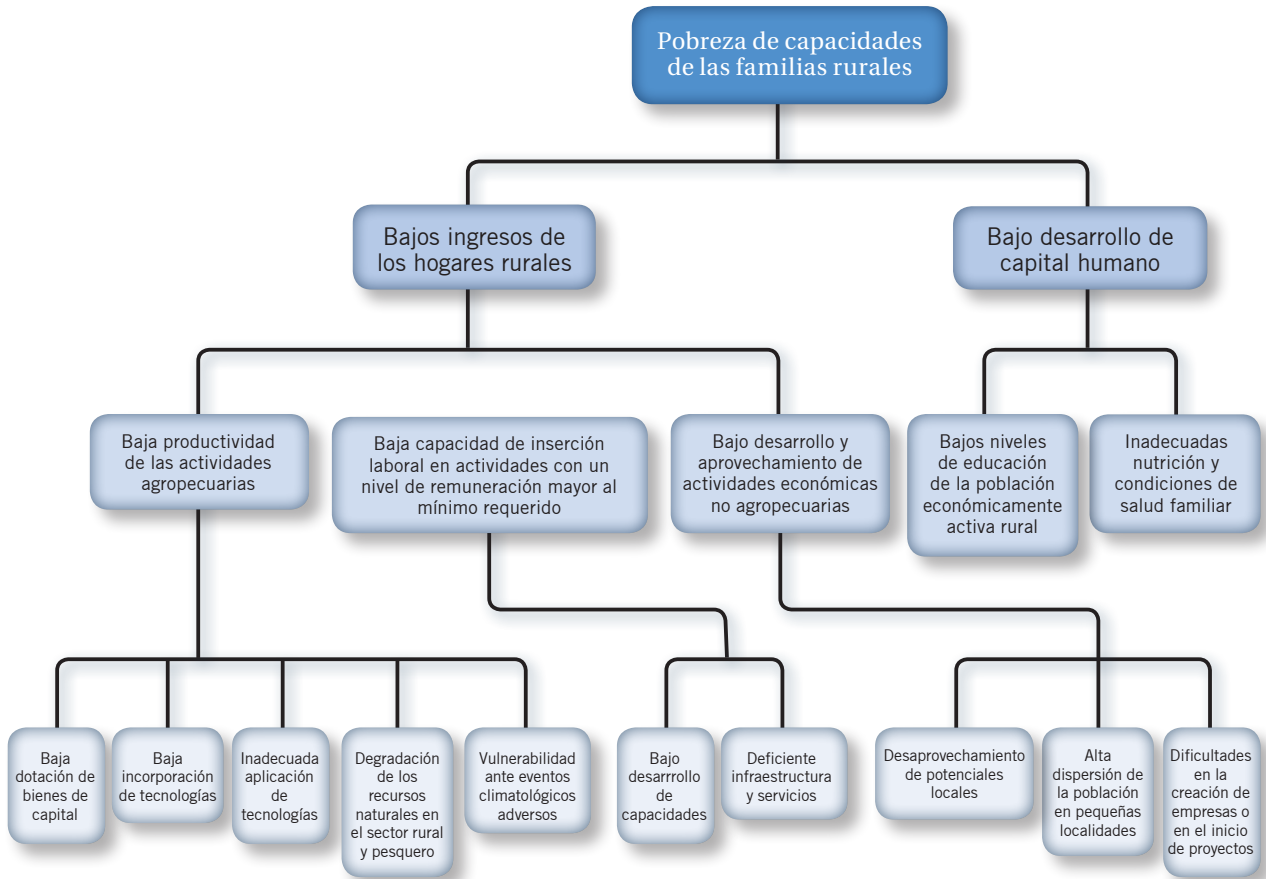 Pobreza de capacidades
de las familias rurales
Bajos ingresos de
los hogares rurales
Bajo desarrollo de
capital humano
Baja productividad
de las actividades
agropecuarias
Baja capacidad de inserción
laboral en actividades con un
nivel de remuneración mayor al
mínimo requerido
Bajo desarrollo y
aprovechamiento de
actividades económicas
no agropecuarias
Bajos niveles
de educación
de la población
económicamente
activa rural
Inadecuadas
nutrición y
condiciones de
salud familiar
Baja
dotación de
bienes de
capital
Baja
incorporación
de tecnologías
Inadecuada
aplicación
de
tecnologías
Degradación
de los
recursos
naturales en
el sector rural
y pesquero
Vulnerabilidad
ante eventos
climatológicos
adversos
Bajo
desarrollo
de
capacidades
Deficiente
infraestructura
y servicios
Desaprovechamiento
de potenciales
locales
Alta
dispersión de
la población
en pequeñas
localidades
Dificultades
en la
creación de
empresas o
en el inicio
de proyectos